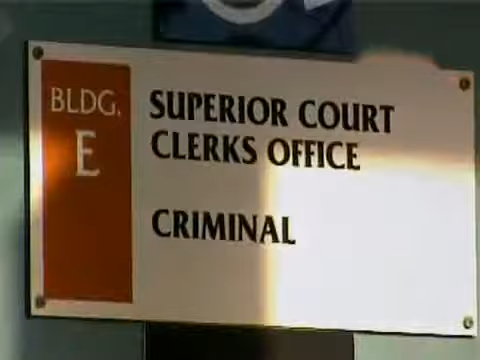 BLDG.
E
SUPERIOR COURT
CLERKS OFFICE
CRIMINAL